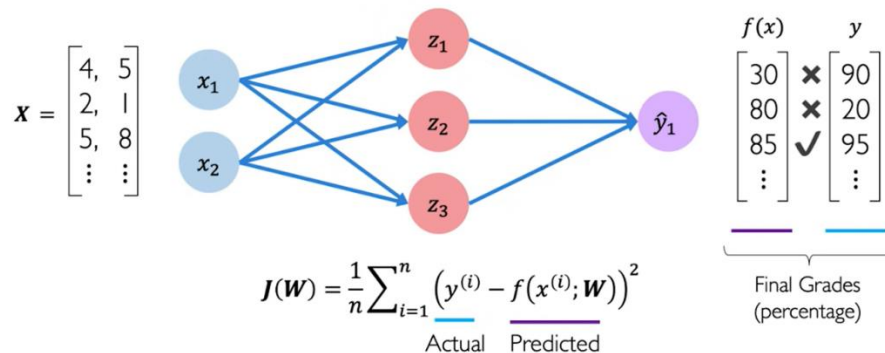 f(x) y
4, 5
2, 1
5, 8
⋮ ⋮
X =
x₁
x₂
z₁
z₂
z₃
ŷ₁
30 ✕ 90
80 ✕ 20
85 ✓ 95
⋮ ⋮
J(W) = 1/n ∑ᵢ₌₁ⁿ (y⁽ⁱ⁾ − f(x⁽ⁱ⁾; W))²
Actual Predicted
Final Grades
(percentage)